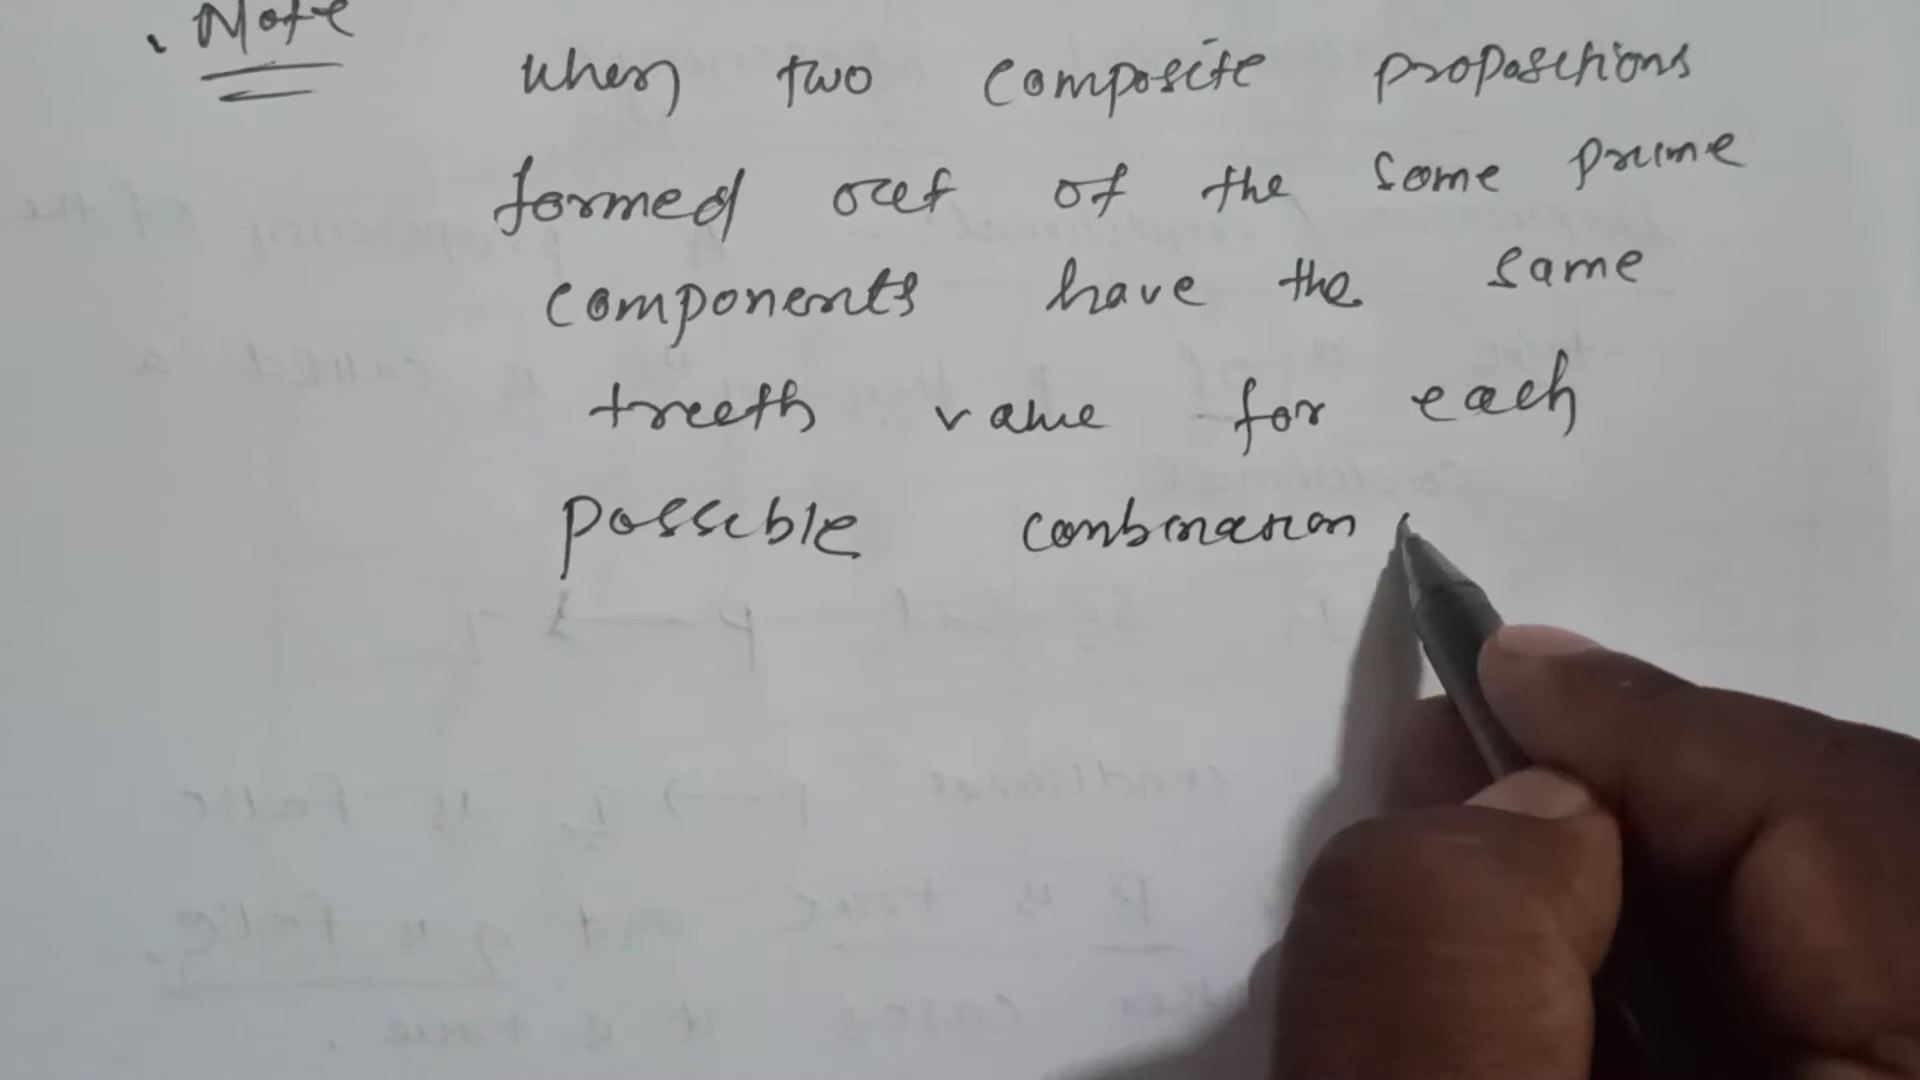 Note
when two composite propositions
formed out of the same prime
components have the same
truth value for each
possible combination